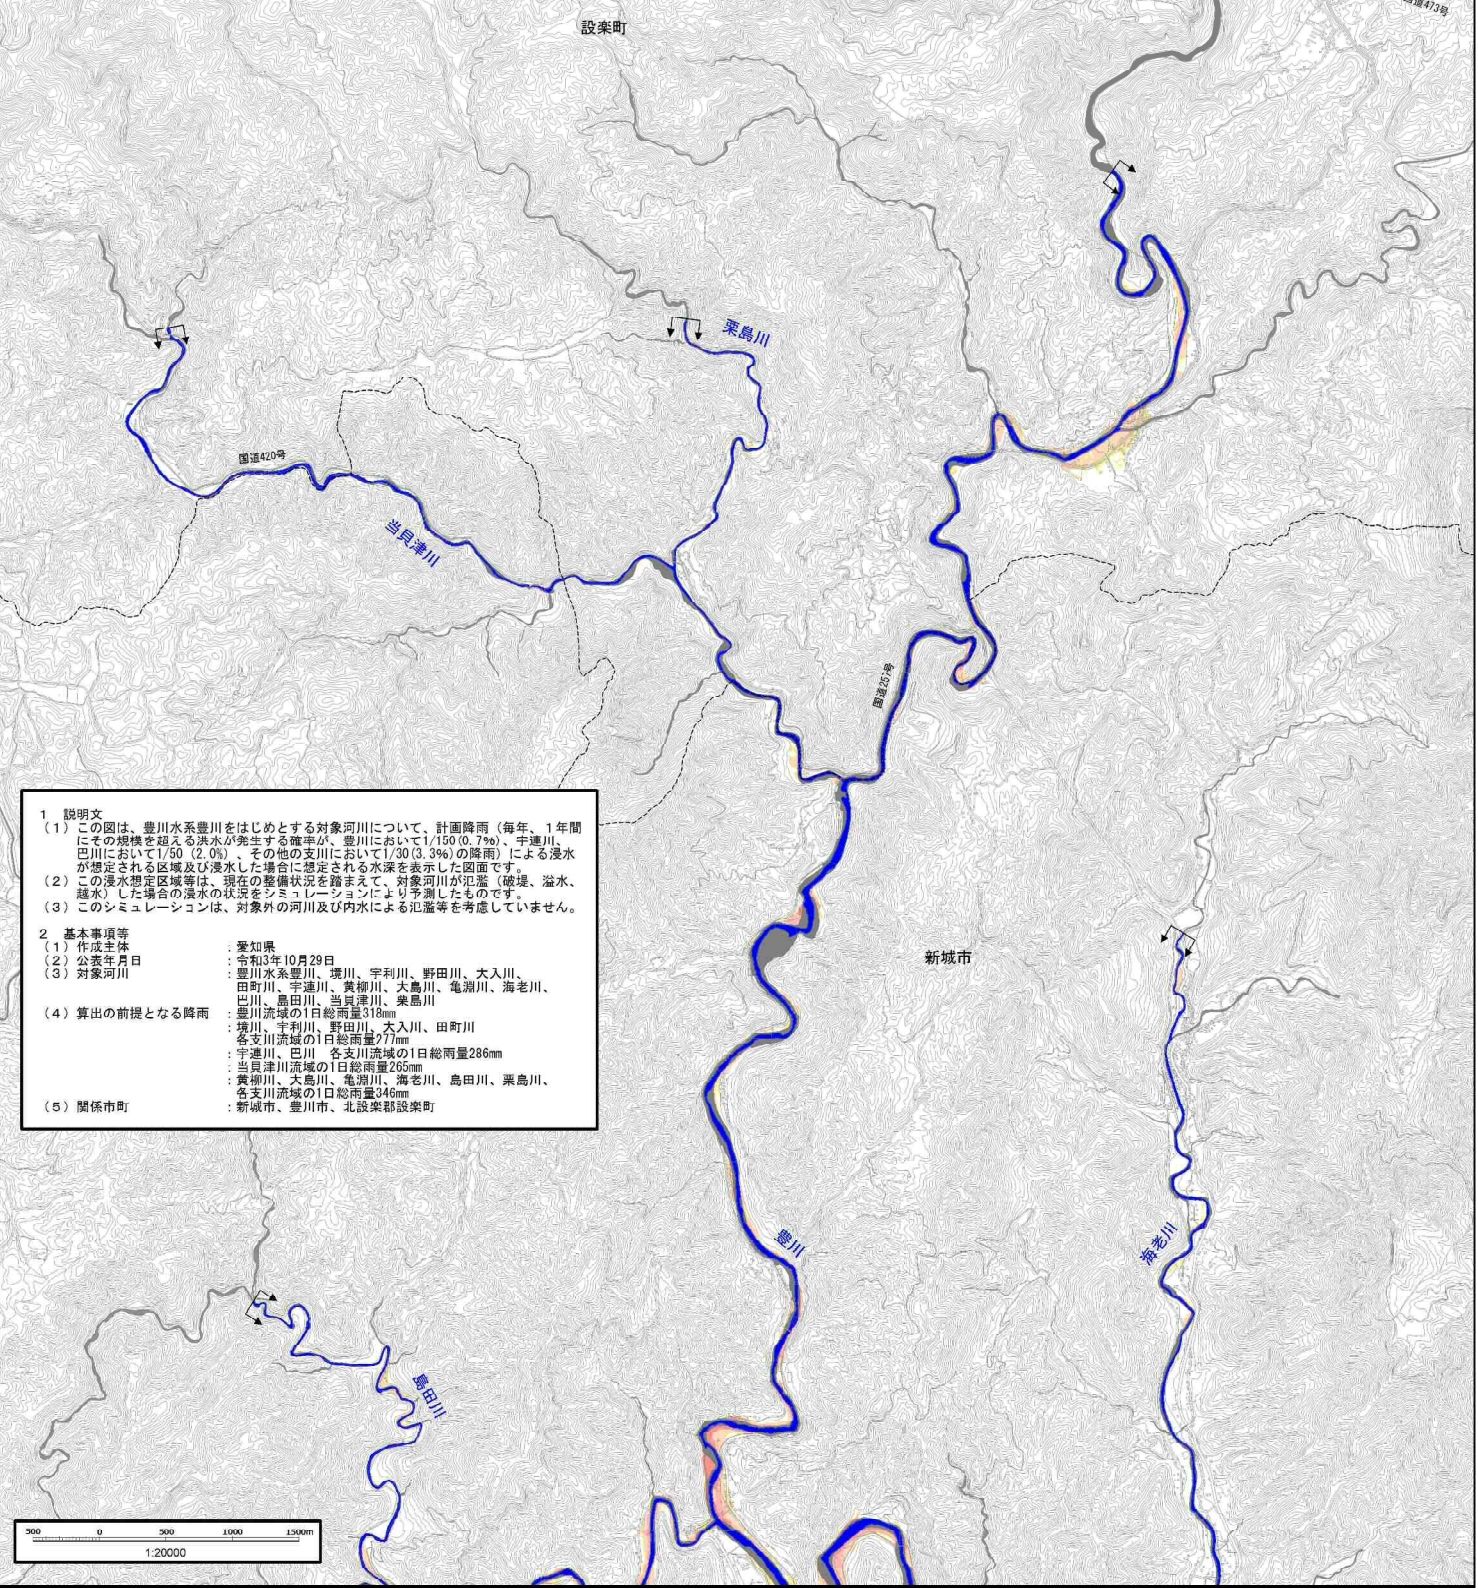 設楽町
国道473号
栗島川
国道420号
当貝津川
国道257号
1 説明文
(1) この図は、豊川水系豊川をはじめとする対象河川について、計画降雨（毎年、１年間
にその規模を超える洪水が発生する確率が、豊川において1/150(0.7%)、宇連川、
巴川において1/50 (2.0%) 、その他の支川において1/30(3.3%)の降雨）による浸水
が想定される区域及び浸水した場合に想定される水深を表示した図面です。
(2) この浸水想定区域等は、現在の整備状況を踏まえて、対象河川が氾濫（破堤、溢水、
越水）した場合の浸水の状況をシミュレーションにより予測したものです。
(3) このシミュレーションは、対象外の河川及び内水による氾濫等を考慮していません。
2 基本事項等
(1) 作成主体 : 愛知県
(2) 公表年月日 : 令和3年10月29日
(3) 対象河川 : 豊川水系豊川、境川、宇利川、野田川、大入川、
田町川、宇連川、黄柳川、大島川、亀淵川、海老川、
巴川、島田川、当貝津川、栗島川
(4) 算出の前提となる降雨 : 豊川流域の1日総雨量318mm
: 境川、宇利川、野田川、大入川、田町川
各支川流域の1日総雨量277mm
: 宇連川、巴川 各支川流域の1日総雨量286mm
: 当貝津川流域の1日総雨量265mm
: 黄柳川、大島川、亀淵川、海老川、島田川、栗島川、
各支川流域の1日総雨量346mm
(5) 関係市町 : 新城市、豊川市、北設楽郡設楽町
新城市
豊川
海老川
島田川
500 0 500 1000 1500m
1:20000